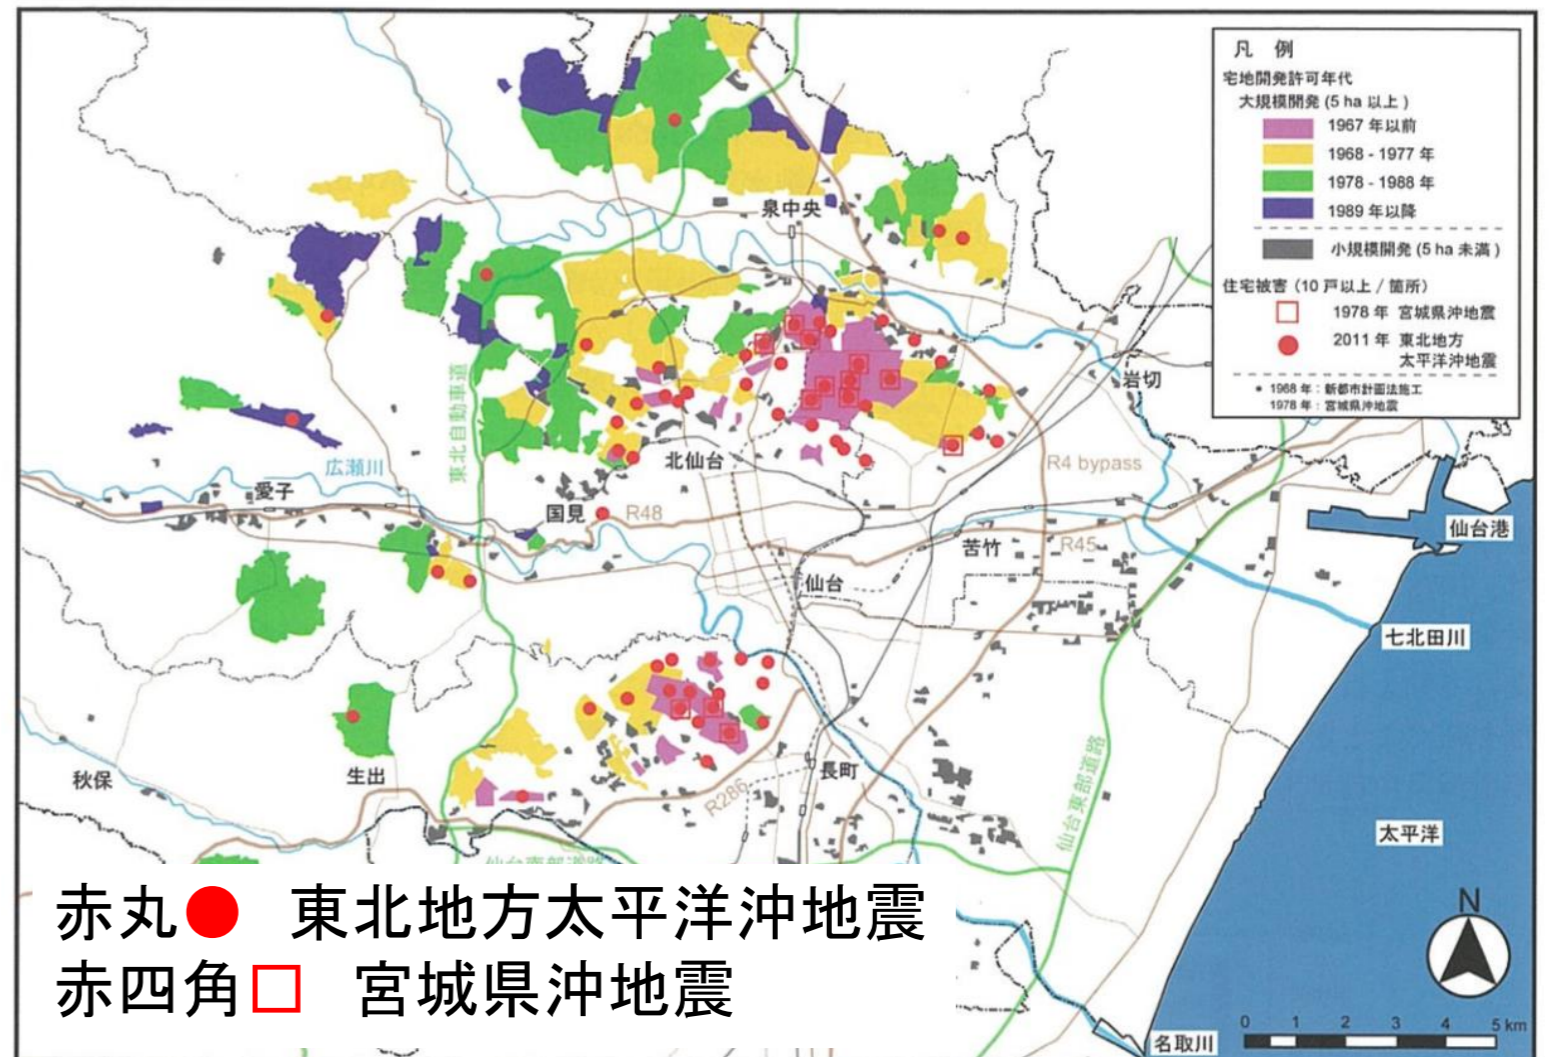 凡 例
宅地開発許可年代
大規模開発 (5 ha 以上)
1967 年以前
1968 - 1977 年
1978 - 1988 年
1989 年以降
小規模開発 (5 ha 未満)
住宅被害 (10 戸以上 / 箇所)
1978 年 宮城県沖地震
2011 年 東北地方
太平洋沖地震
* 1968 年 : 新都市計画法施工
1978 年 : 宮城県沖地震
泉中央
岩切
東北自動車道
北仙台
R4 bypass
広瀬川
愛子
国見
R48
仙台港
苦竹
R45
仙台
七北田川
秋保
生出
長町
R286
仙台東部道路
太平洋
仙台南部道路
赤丸● 東北地方太平洋沖地震
赤四角□ 宮城県沖地震
N
0 1 2 3 4 5 km
名取川